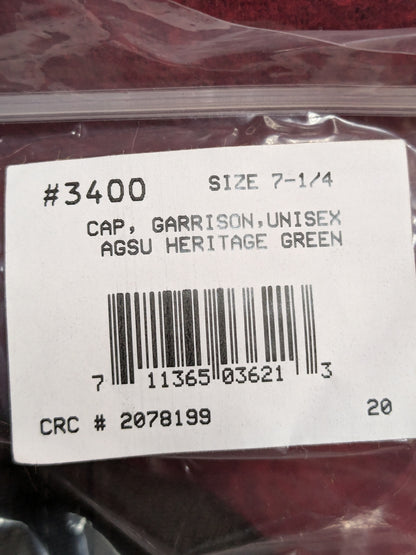 #3400 SIZE 7-1/4
CAP, GARRISON,UNISEX
AGSU HERITAGE GREEN
7 11365 03621 3
CRC # 2078199 20